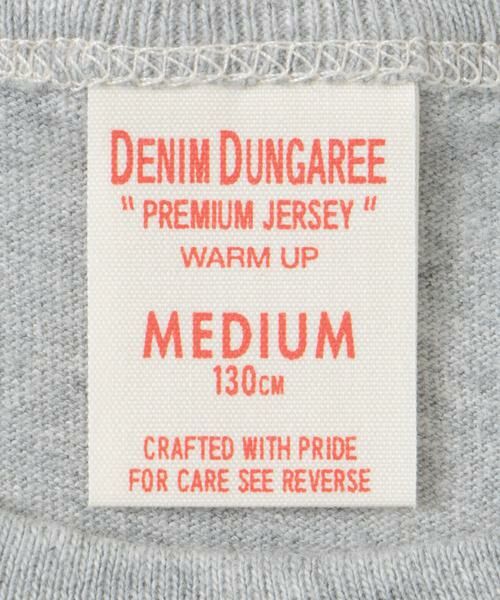 DENIM DUNGAREE
" PREMIUM JERSEY "
WARM UP
MEDIUM
130CM
CRAFTED WITH PRIDE
FOR CARE SEE REVERSE